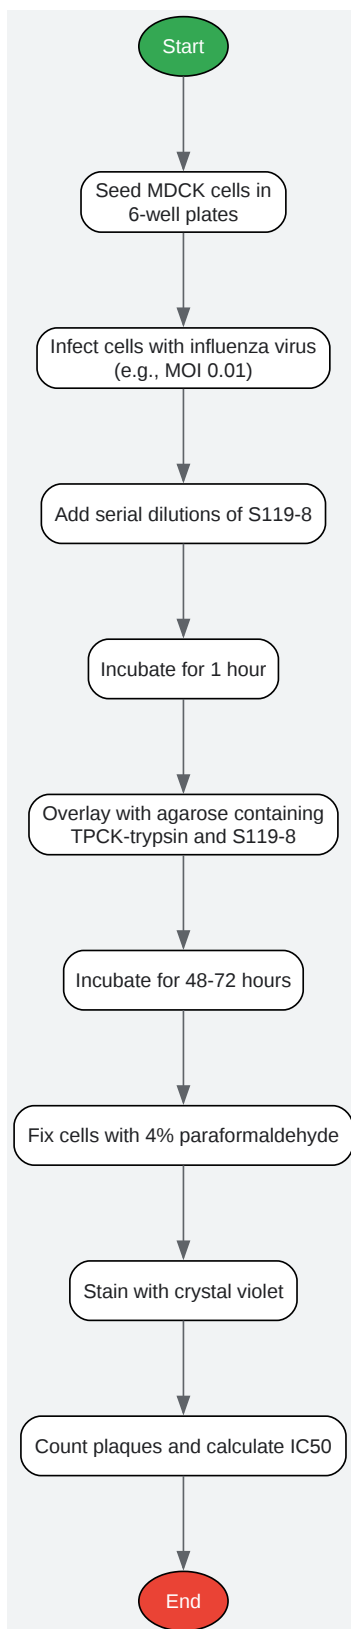 Start
Seed MDCK cells in
6-well plates
Infect cells with influenza virus
(e.g., MOI 0.01)
Add serial dilutions of S119-8
Incubate for 1 hour
Overlay with agarose containing
TPCK-trypsin and S119-8
Incubate for 48-72 hours
Fix cells with 4% paraformaldehyde
Stain with crystal violet
Count plaques and calculate IC50
End